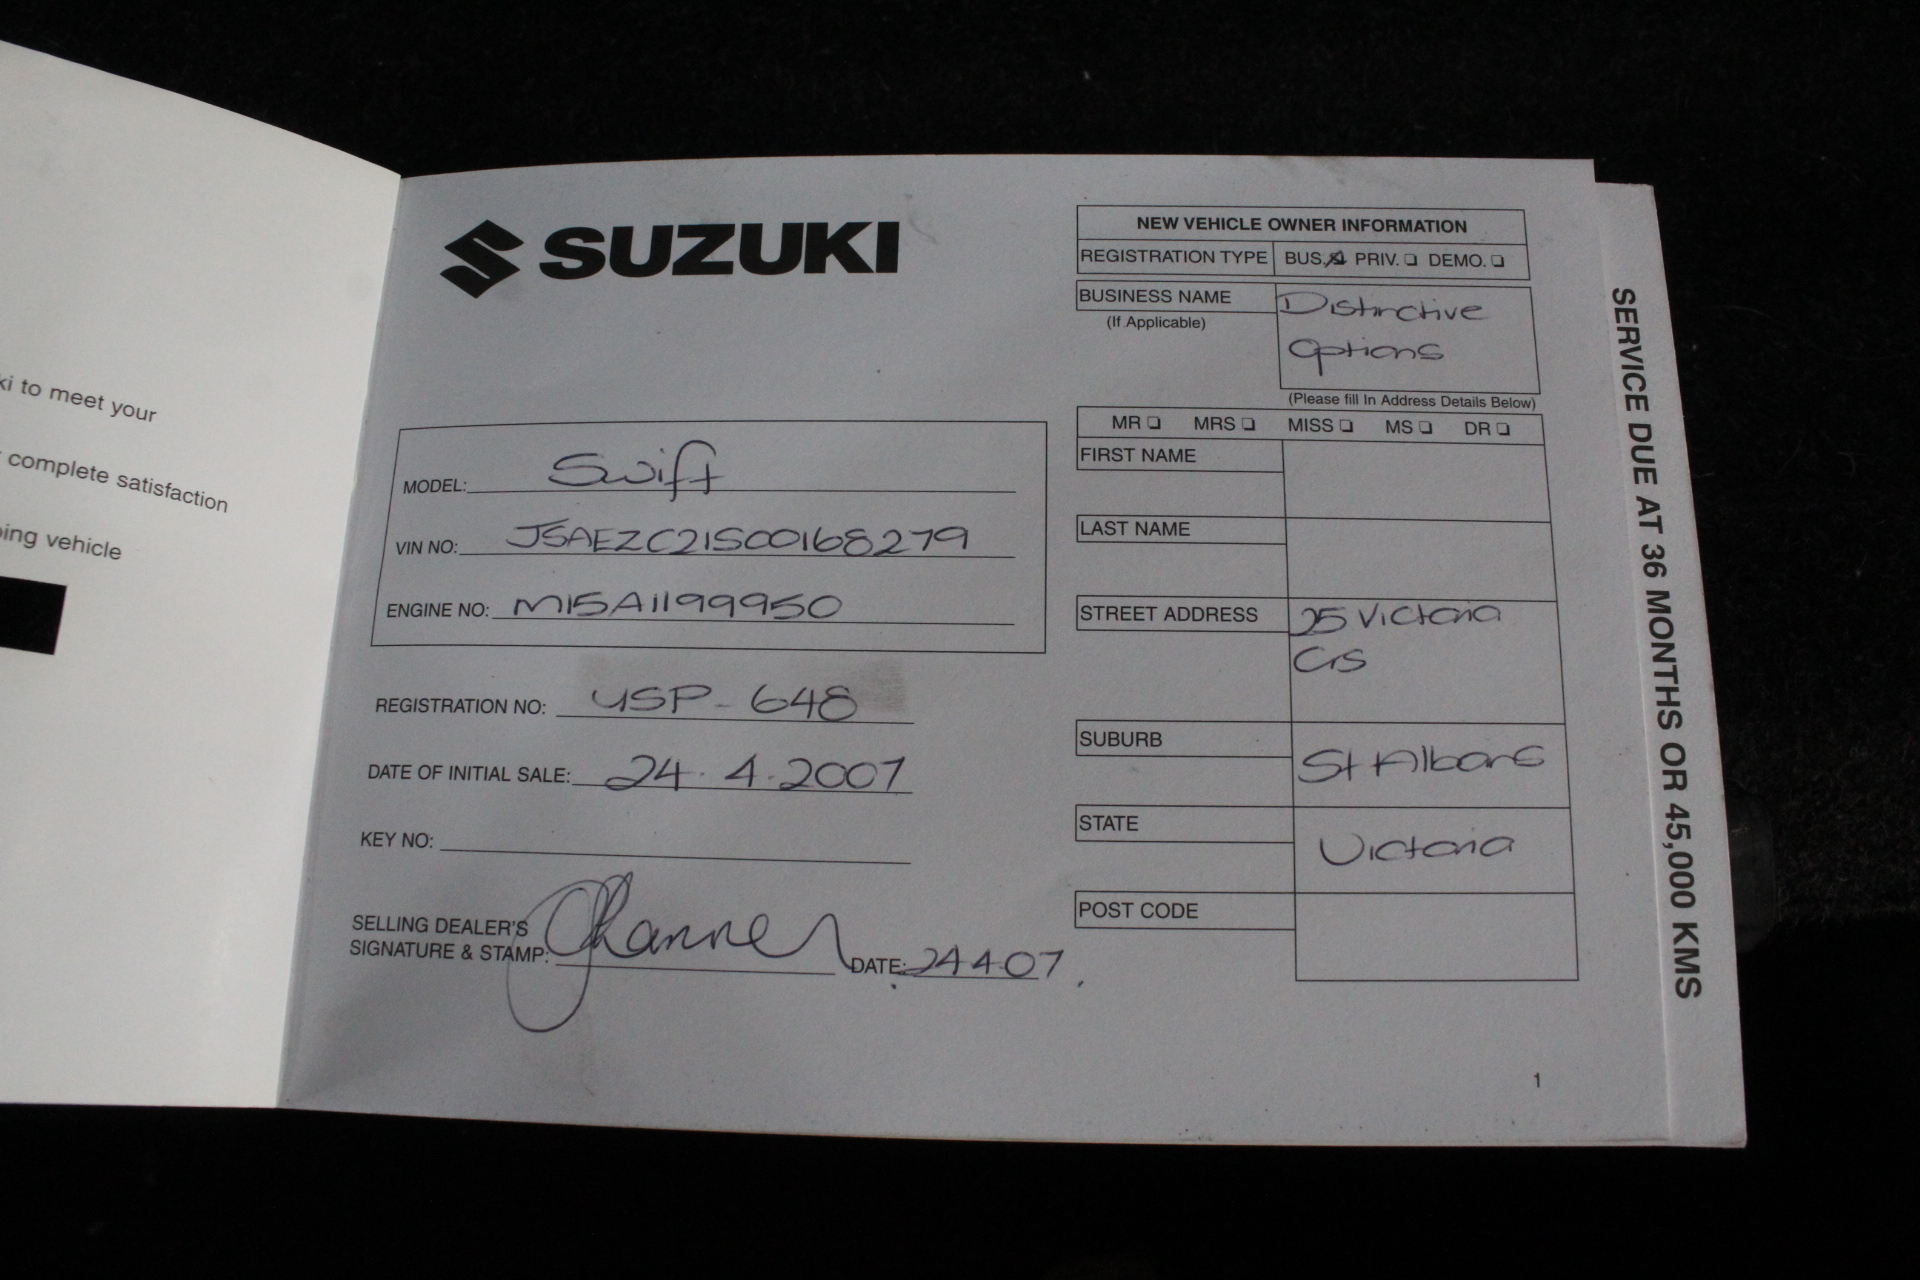 ki to meet your
complete satisfaction
ing vehicle
SUZUKI
MODEL: Swift
VIN NO: JSAEZC21S00168279
ENGINE NO: M15A1199950
REGISTRATION NO: USP-648
DATE OF INITIAL SALE: 24.4.2007
KEY NO:
SELLING DEALER'S
SIGNATURE & STAMP: DATE: 24407
NEW VEHICLE OWNER INFORMATION
REGISTRATION TYPE BUS. PRIV. DEMO.
BUSINESS NAME Distinctive
(If Applicable) Options
(Please fill In Address Details Below)
MR MRS MISS MS DR
FIRST NAME
LAST NAME
STREET ADDRESS 25 Victoria
Crs
SUBURB St Albans
STATE Victoria
POST CODE
1
SERVICE DUE AT 36 MONTHS OR 45,000 KMS